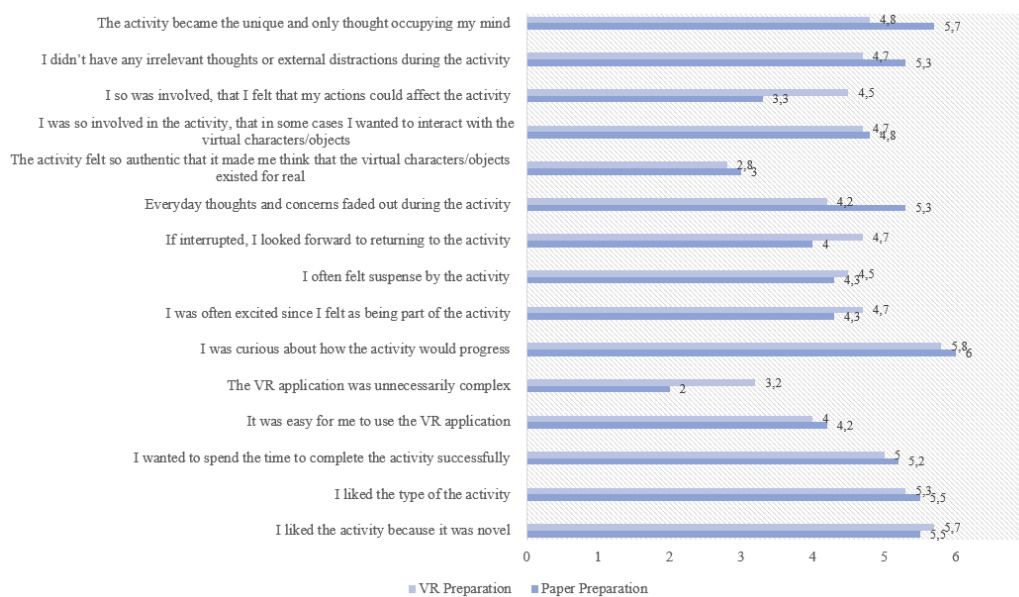 The activity became the unique and only thought occupying my mind
4,8
5,7
I didn't have any irrelevant thoughts or external distractions during the activity
4,7
5,3
I so was involved, that I felt that my actions could affect the activity
4,5
3,3
I was so involved in the activity, that in some cases I wanted to interact with the
virtual characters/objects
4,7
4,8
The activity felt so authentic that it made me think that the virtual characters/objects
existed for real
2,8
3
Everyday thoughts and concerns faded out during the activity
4,2
5,3
If interrupted, I looked forward to returning to the activity
4,7
4
I often felt suspense by the activity
4,5
4,3
I was often excited since I felt as being part of the activity
4,7
4,3
I was curious about how the activity would progress
5,8
6
The VR application was unnecessarily complex
3,2
2
It was easy for me to use the VR application
4
4,2
I wanted to spend the time to complete the activity successfully
5
5,2
I liked the type of the activity
5,3
5,5
I liked the activity because it was novel
5,7
5,5
0 1 2 3 4 5 6
VR Preparation Paper Preparation